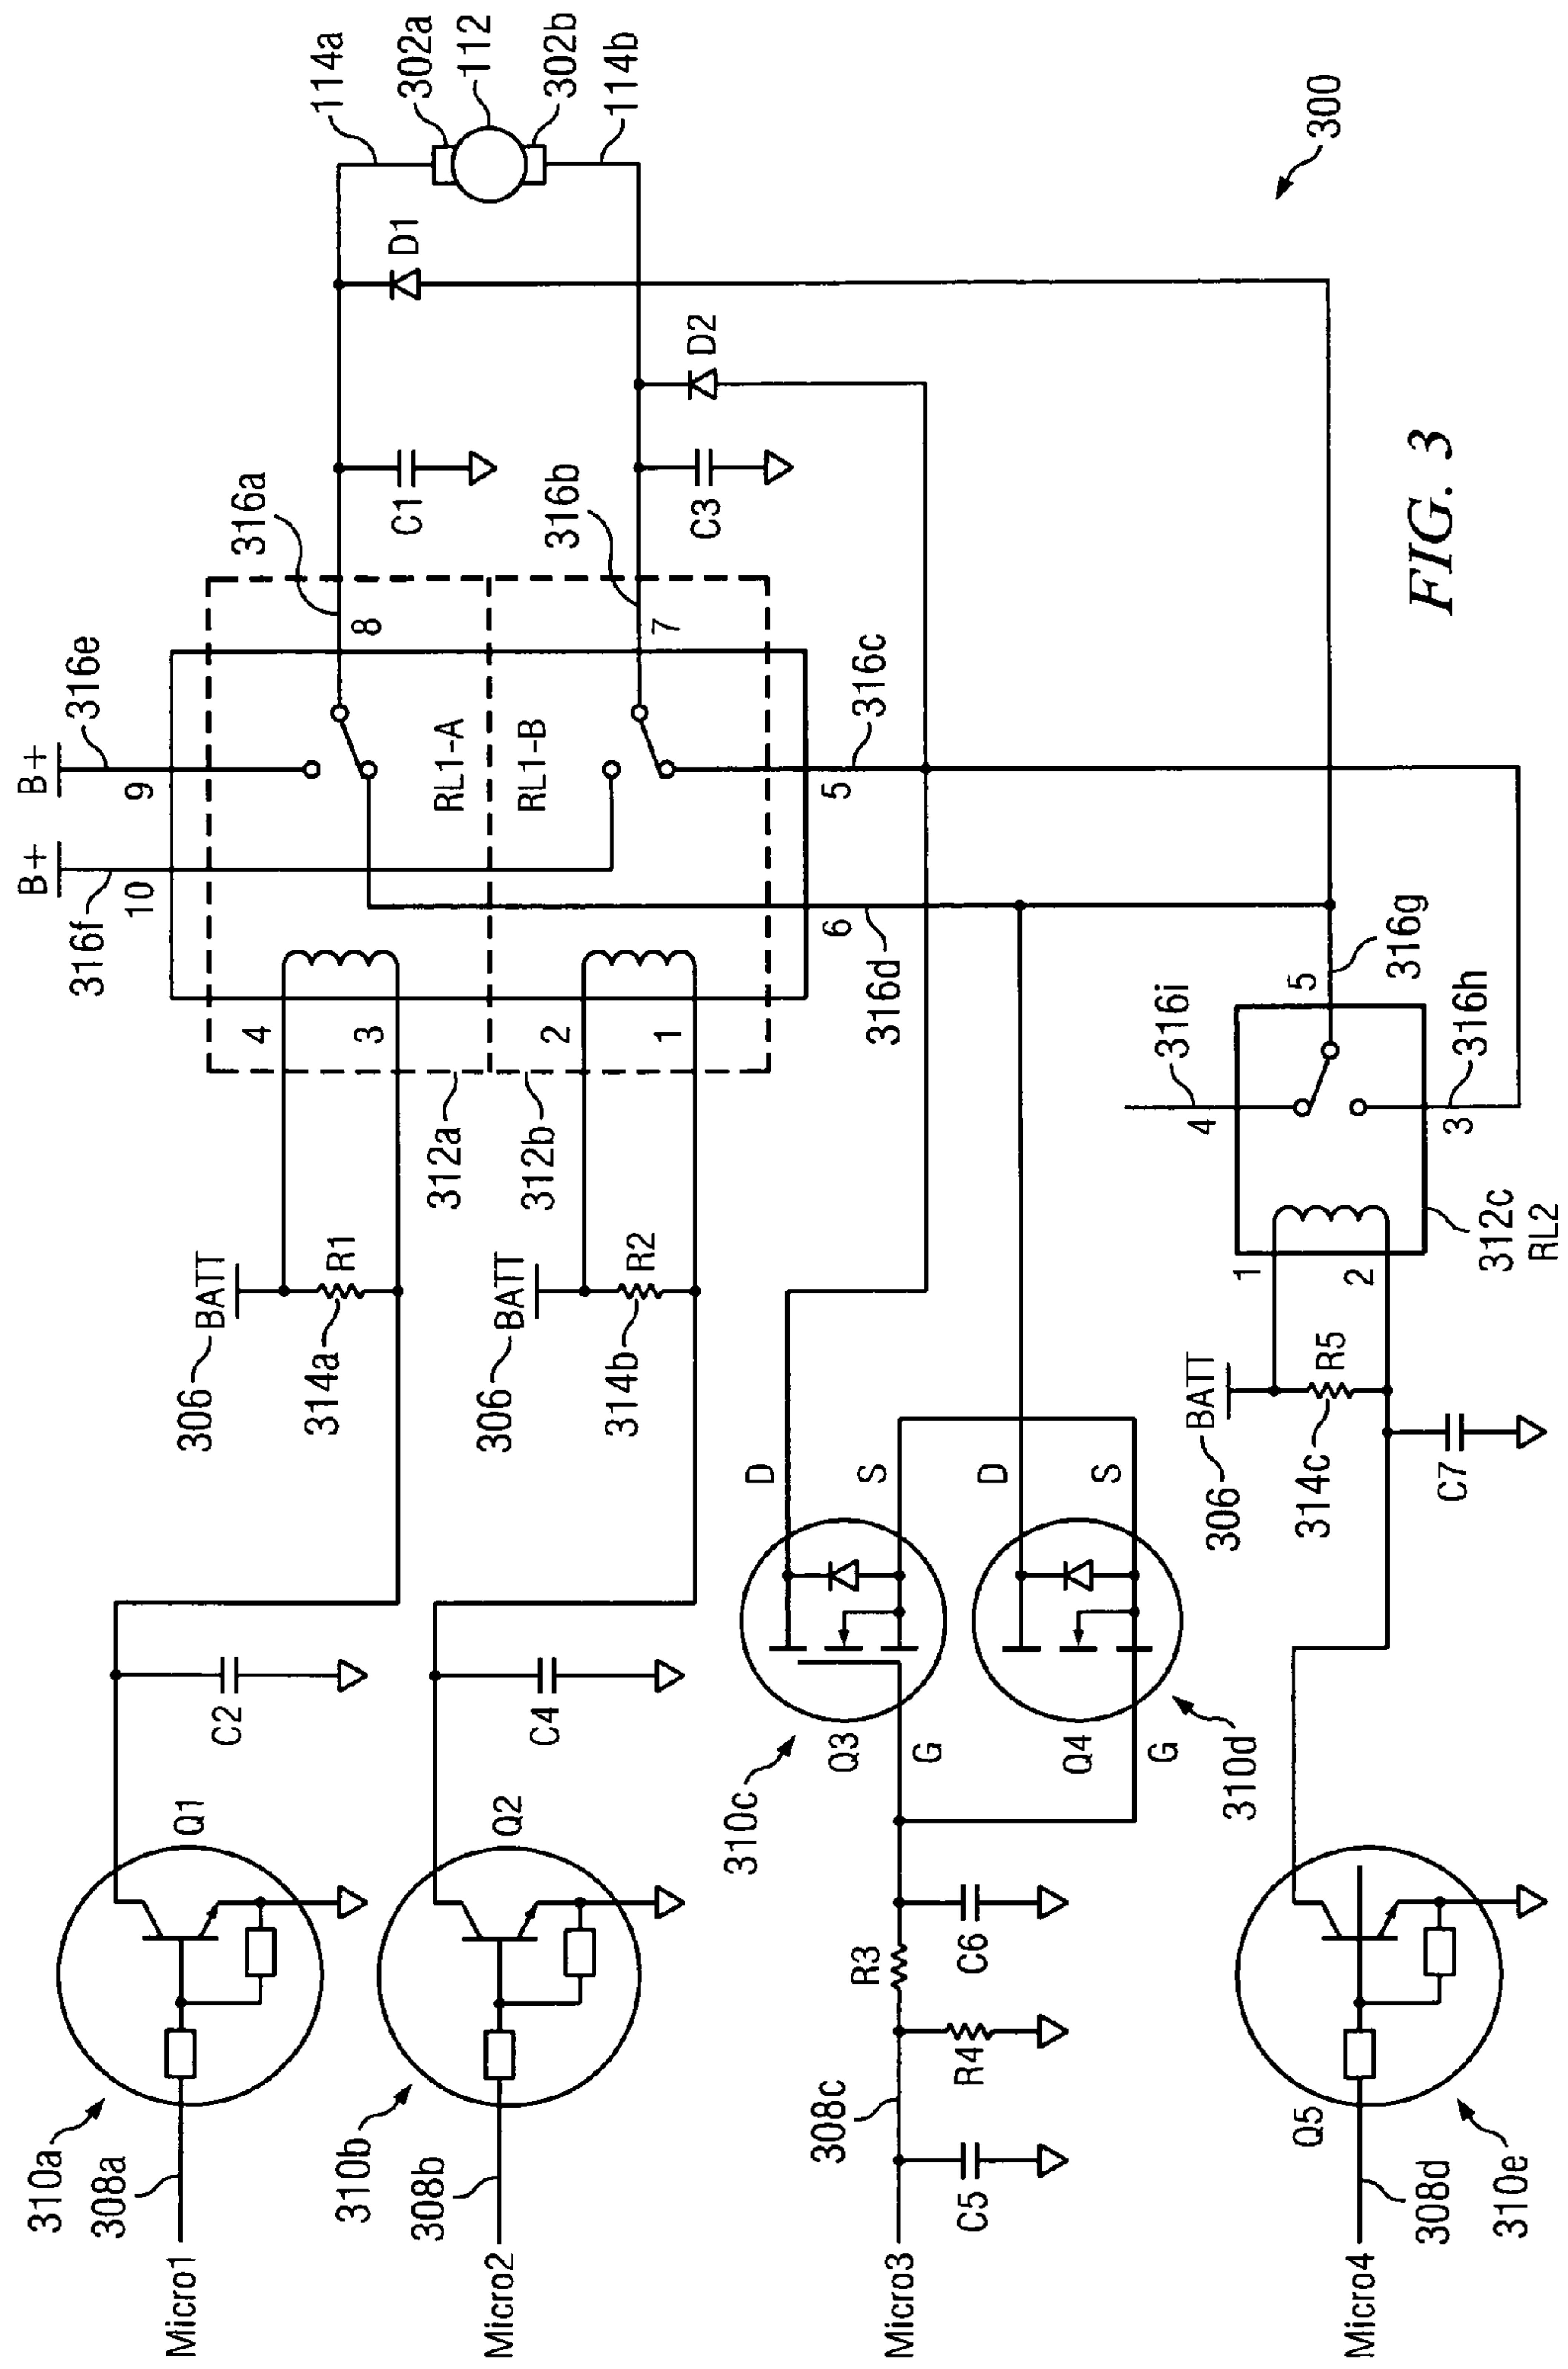 310a
308a
Micro1
Q1
C2
306
BATT
314a
R1
4
3
312a
316f
B+
10
B+
9
316e
RL1-A
316a
8
C1
114a
302a
112
302b
114b
D1
310b
308b
Micro2
Q2
C4
306
BATT
314b
R2
2
1
312b
RL1-B
316b
7
C3
D2
5
316c
6
316d
310c
Q3
D
S
G
Q4
D
S
G
310d
R3
C6
R4
308c
C5
Micro3
316i
4
5
316g
3
316h
1
2
312c
RL2
306
BATT
314c
R5
C7
Q5
310e
308d
Micro4
300
FIG. 3